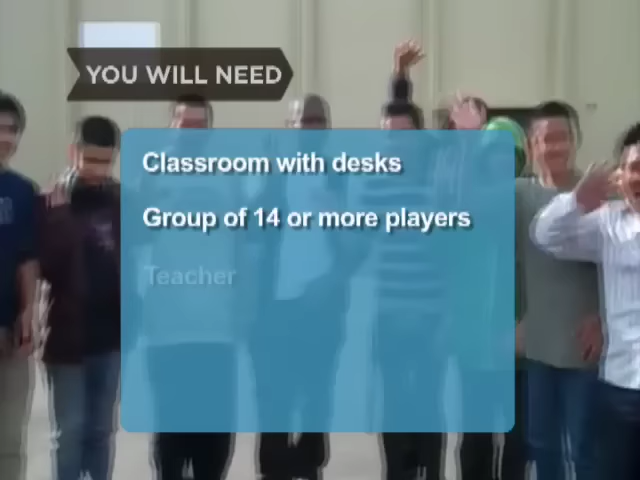 YOU WILL NEED
Classroom with desks
Group of 14 or more players
Teacher